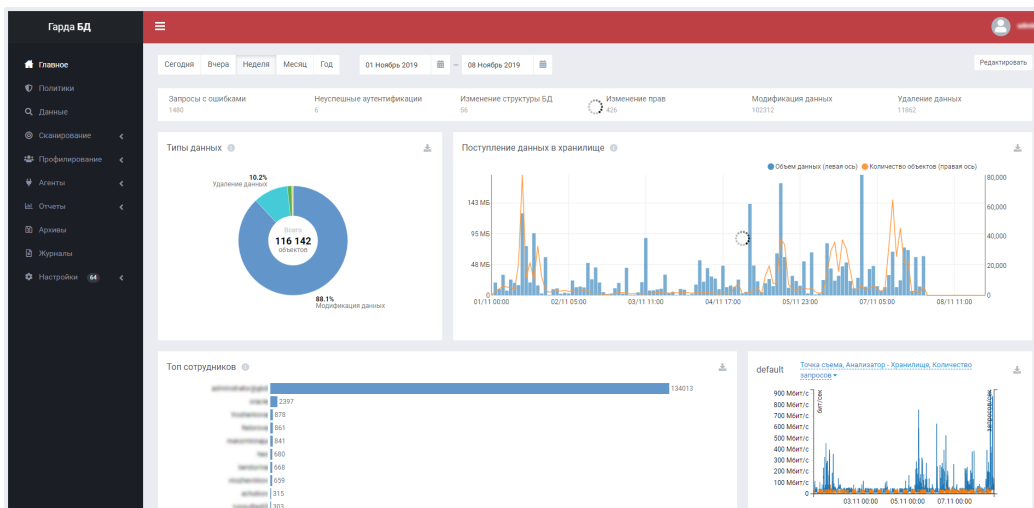 Гарда БД
Главное
Политики
Данные
Сканирование
Профилирование
Агенты
Отчеты
Архивы
Журналы
Настройки 64
Сегодня Вчера Неделя Месяц Год 01 Ноябрь 2019 – 08 Ноябрь 2019 Редактировать
Запросы с ошибками Неуспешные аутентификации Изменение структуры БД Изменение прав Модификация данных Удаление данных
1480 6 56 426 102312 11862
Типы данных
10.2%
Удаление данных
Всего
116 142
объектов
88.1%
Модификация данных
Поступление данных в хранилище
Объем данных (левая ось) Количество объектов (правая ось)
143 МБ
95 МБ
48 МБ
0
80,000
60,000
40,000
20,000
0
01/11 00:00 02/11 05:00 03/11 11:00 04/11 17:00 05/11 23:00 07/11 05:00 08/11 11:00
Топ сотрудников
134013
2397
878
861
841
680
668
659
315
303
default
Точка съема, Анализатор - Хранилище, Количество
запросов
900 Мбит/с
800 Мбит/с
700 Мбит/с
600 Мбит/с
500 Мбит/с
400 Мбит/с
300 Мбит/с
200 Мбит/с
100 Мбит/с
0
бит/сек
запросов/сек
03.11 00:00 05.11 00:00 07.11 00:00